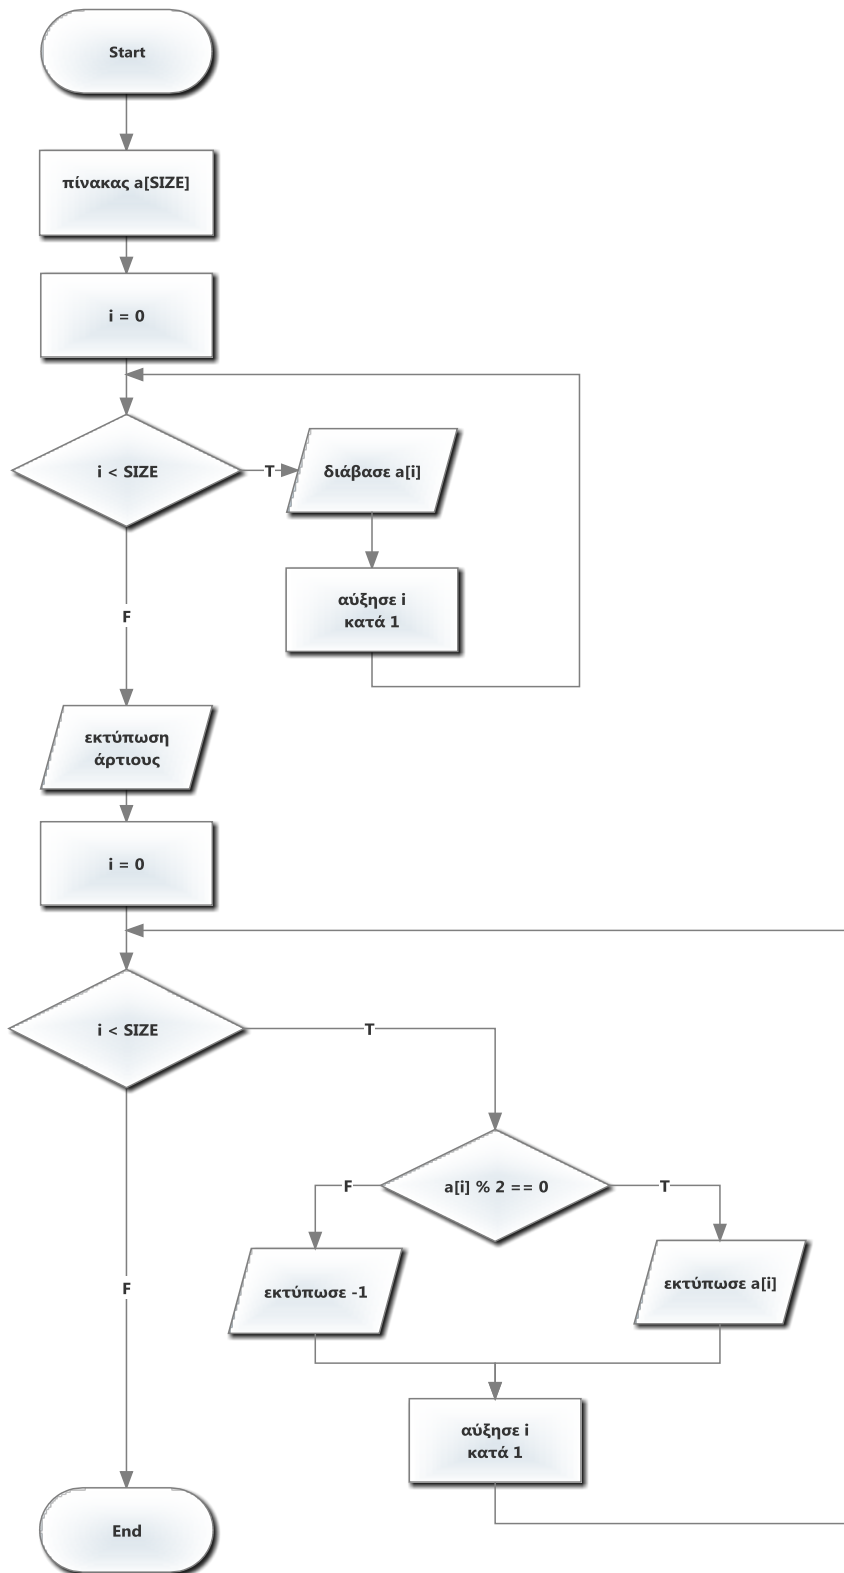 Start
πίνακας a[SIZE]
i = 0
i < SIZE
T
διάβασε a[i]
αύξησε i
κατά 1
F
εκτύπωση
άρτιους
i = 0
i < SIZE
T
a[i] % 2 == 0
F
T
εκτύπωσε -1
εκτύπωσε a[i]
F
αύξησε i
κατά 1
End